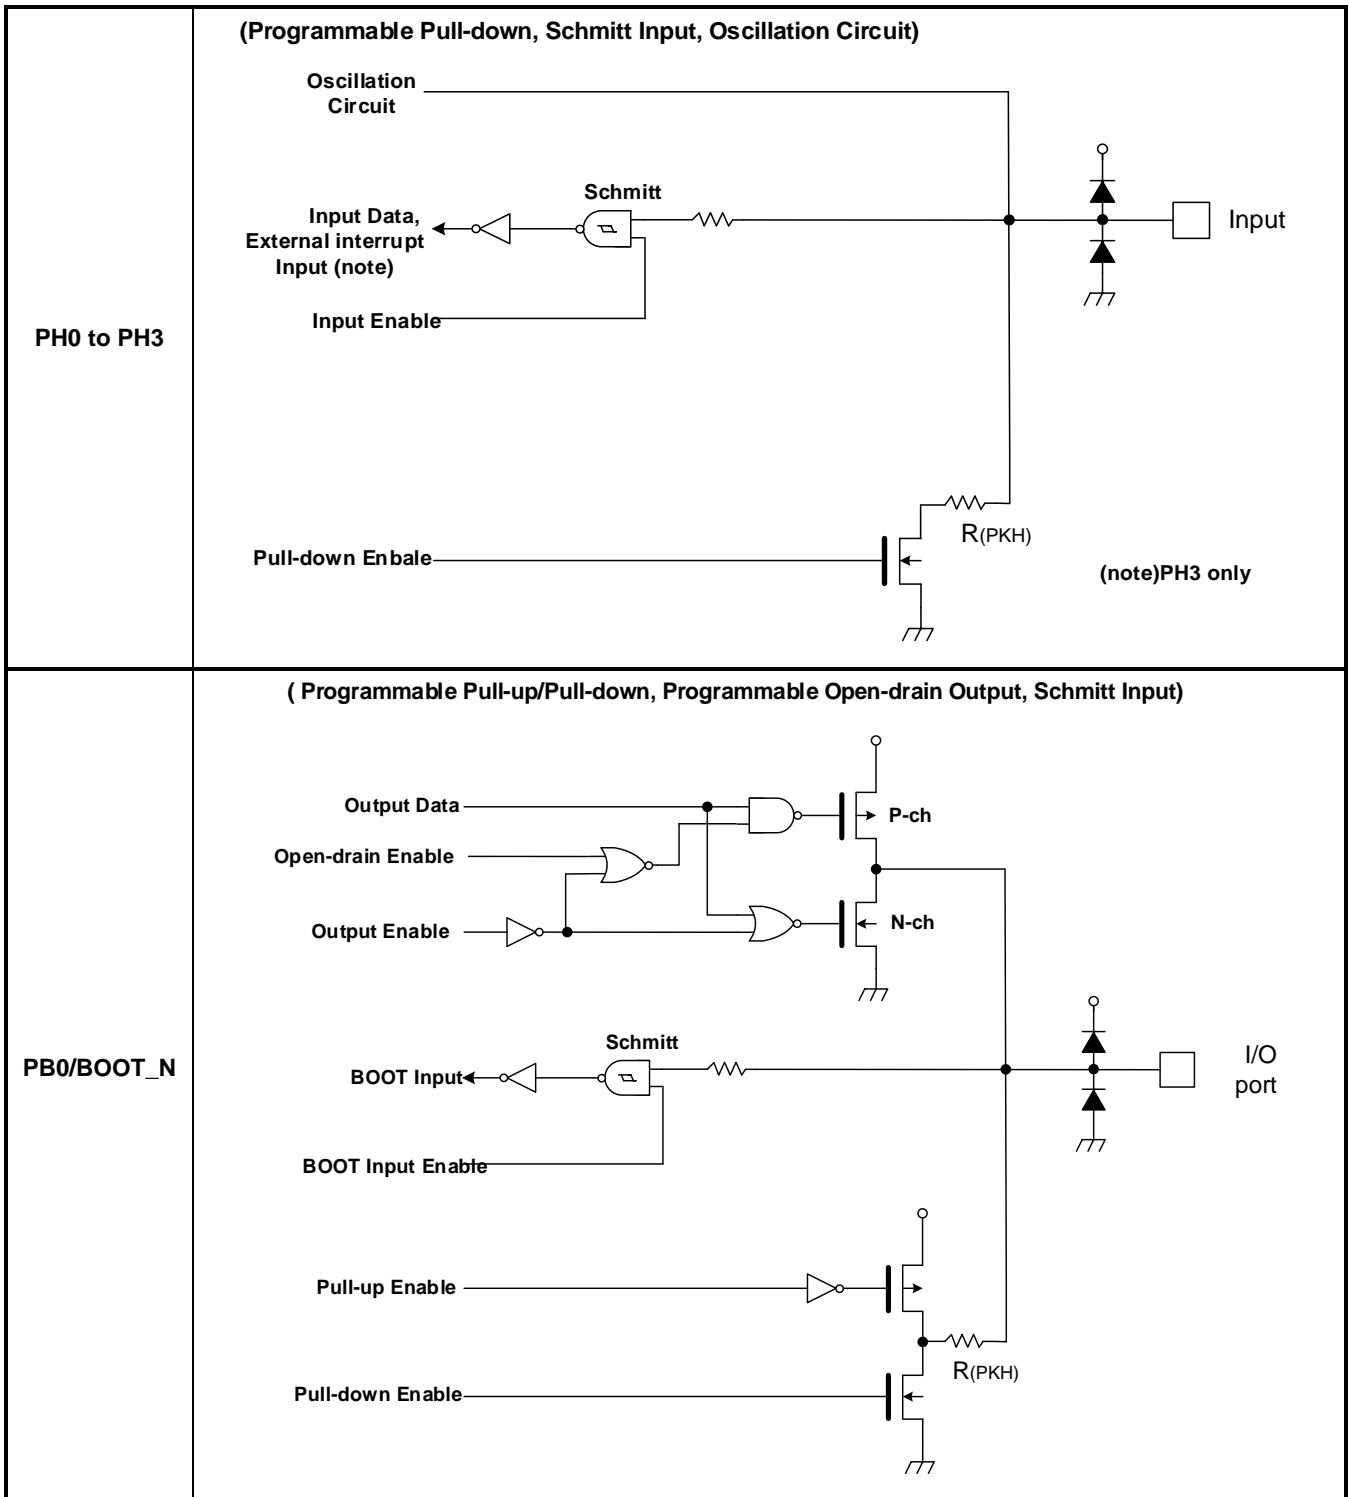 (Programmable Pull-down, Schmitt Input, Oscillation Circuit)
Oscillation
Circuit
Schmitt
Input Data,
External interrupt
Input (note)
Input
Input Enable
PH0 to PH3
R(PKH)
Pull-down Enbale
(note)PH3 only
( Programmable Pull-up/Pull-down, Programmable Open-drain Output, Schmitt Input)
Output Data
P-ch
Open-drain Enable
N-ch
Output Enable
Schmitt
PB0/BOOT_N
BOOT Input
I/O
port
BOOT Input Enable
Pull-up Enable
R(PKH)
Pull-down Enable